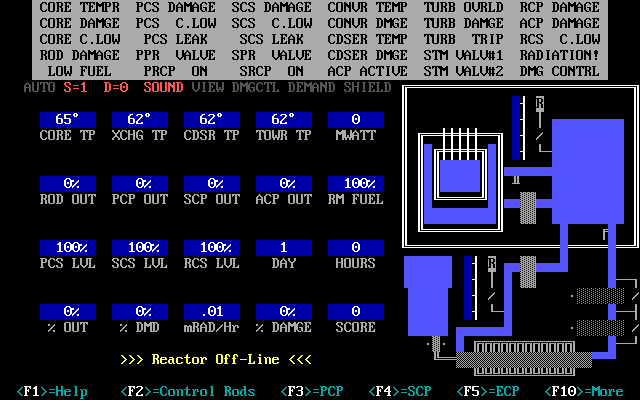 CORE TEMPR PCS DAMAGE SCS DAMAGE CONVR TEMP TURB OVRLD RCP DAMAGE
CORE DAMGE PCS C.LOW SCS C.LOW CONVR DMGE TURB DAMGE ACP DAMAGE
CORE C.LOW PCS LEAK SCS LEAK CDSER TEMP TURB TRIP RCS C.LOW
ROD DAMAGE PPR VALVE SPR VALVE CDSER DMGE STM VALV#1 RADIATION!
LOW FUEL PRCP ON SRCP ON ACP ACTIVE STM VALV#2 DMG CONTRL
AUTO S=1 D=0 SOUND VIEW DMGCTL DEMAND SHIELD
65° 62° 62° 62° 0
CORE TP XCHG TP CDSR TP TOWR TP MWATT
0% 0% 0% 0% 100%
ROD OUT PCP OUT SCP OUT ACP OUT RM FUEL
100% 100% 100% 1 0
PCS LVL SCS LVL RCS LVL DAY HOURS
0% 0% .01 0% 0
% OUT % DMD mRAD/Hr % DAMGE SCORE
R
R
>>> Reactor Off-Line <<<
<F1>=Help <F2>=Control Rods <F3>=PCP <F4>=SCP <F5>=ECP <F10>=More